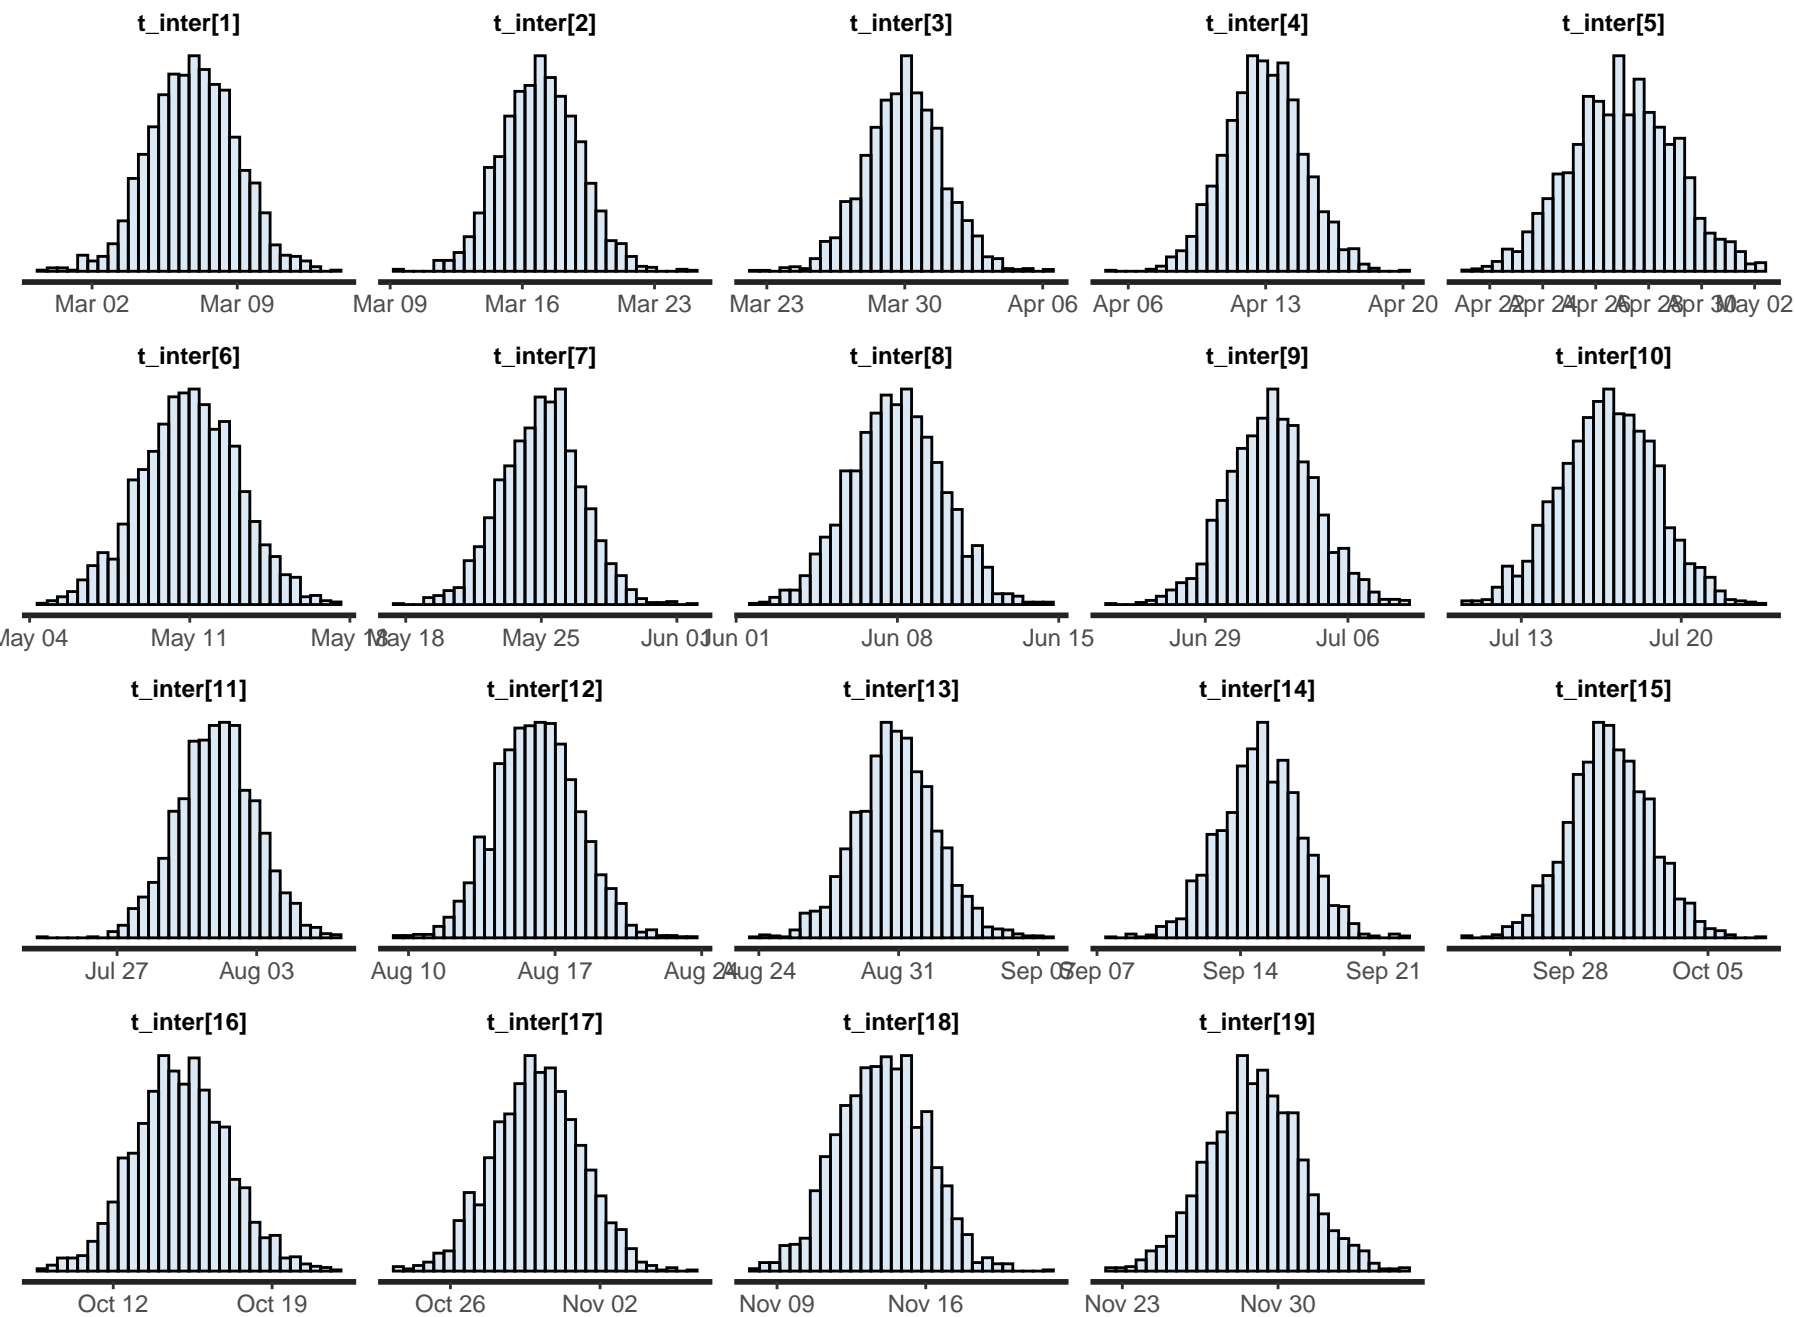 t_inter[1] t_inter[2] t_inter[3] t_inter[4] t_inter[5]
Mar 02 Mar 09 Mar 09 Mar 16 Mar 23 Mar 23 Mar 30 Apr 06 Apr 06 Apr 13 Apr 20 Apr 22 Apr 24 Apr 26 Apr 28 Apr 30 May 02
t_inter[6] t_inter[7] t_inter[8] t_inter[9] t_inter[10]
May 04 May 11 May 18 May 18 May 25 Jun 01 Jun 01 Jun 08 Jun 15 Jun 29 Jul 06 Jul 13 Jul 20
t_inter[11] t_inter[12] t_inter[13] t_inter[14] t_inter[15]
Jul 27 Aug 03 Aug 10 Aug 17 Aug 24 Aug 24 Aug 31 Sep 07 Sep 07 Sep 14 Sep 21 Sep 28 Oct 05
t_inter[16] t_inter[17] t_inter[18] t_inter[19]
Oct 12 Oct 19 Oct 26 Nov 02 Nov 09 Nov 16 Nov 23 Nov 30